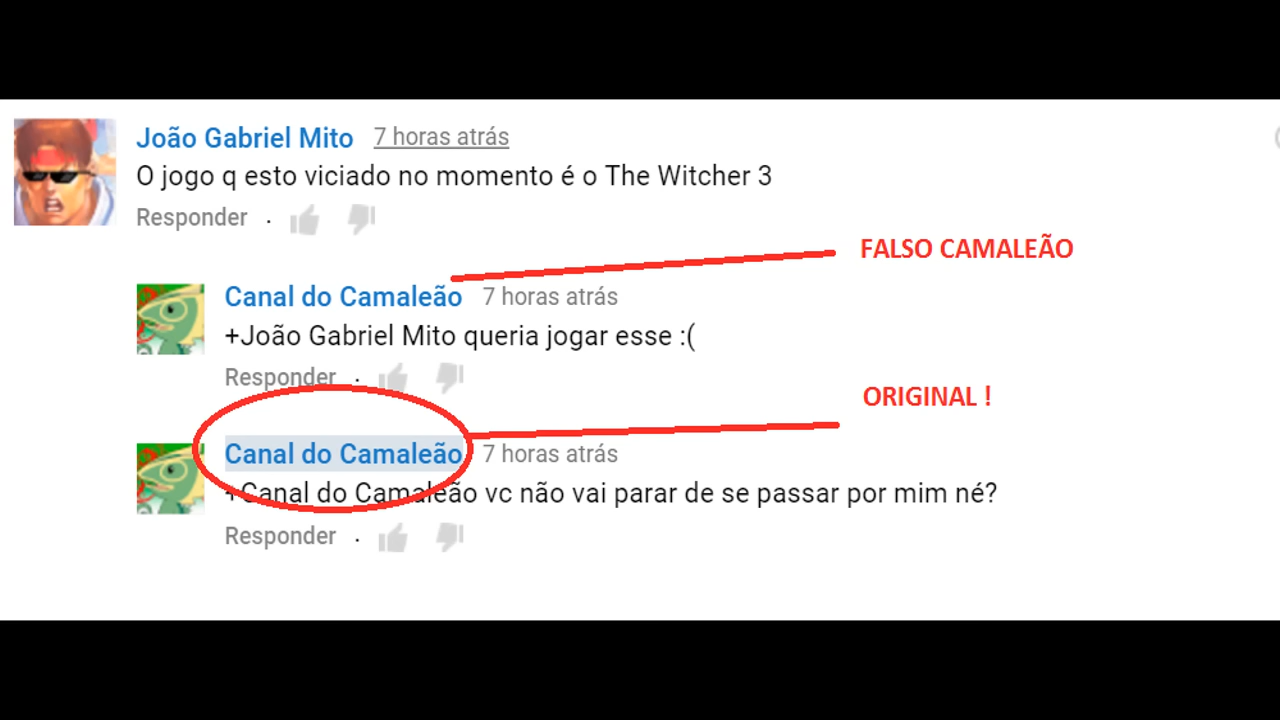 João Gabriel Mito 7 horas atrás
O jogo q esto viciado no momento é o The Witcher 3
Responder ·
FALSO CAMALEÃO
Canal do Camaleão 7 horas atrás
+João Gabriel Mito queria jogar esse :(
Responder ·
ORIGINAL !
Canal do Camaleão 7 horas atrás
+Canal do Camaleão vc não vai parar de se passar por mim né?
Responder ·